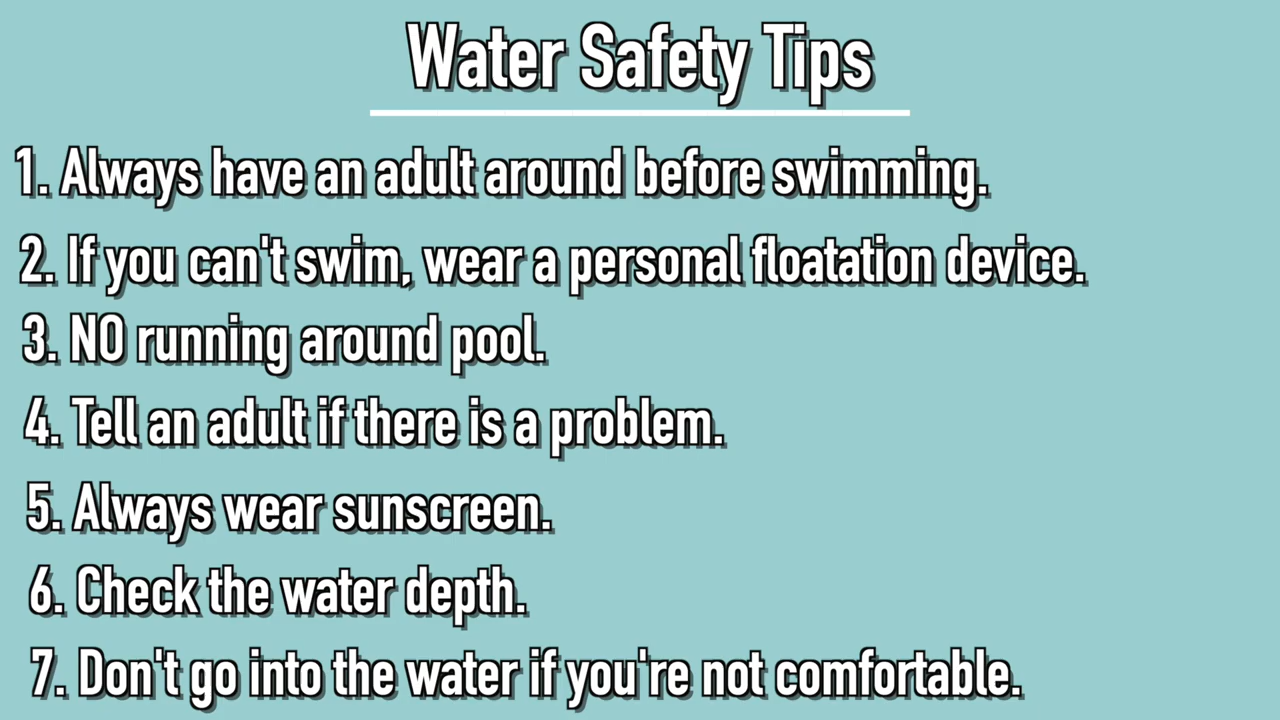 Water Safety Tips
1. Always have an adult around before swimming.
2. If you can't swim, wear a personal floatation device.
3. NO running around pool.
4. Tell an adult if there is a problem.
5. Always wear sunscreen.
6. Check the water depth.
7. Don't go into the water if you're not comfortable.